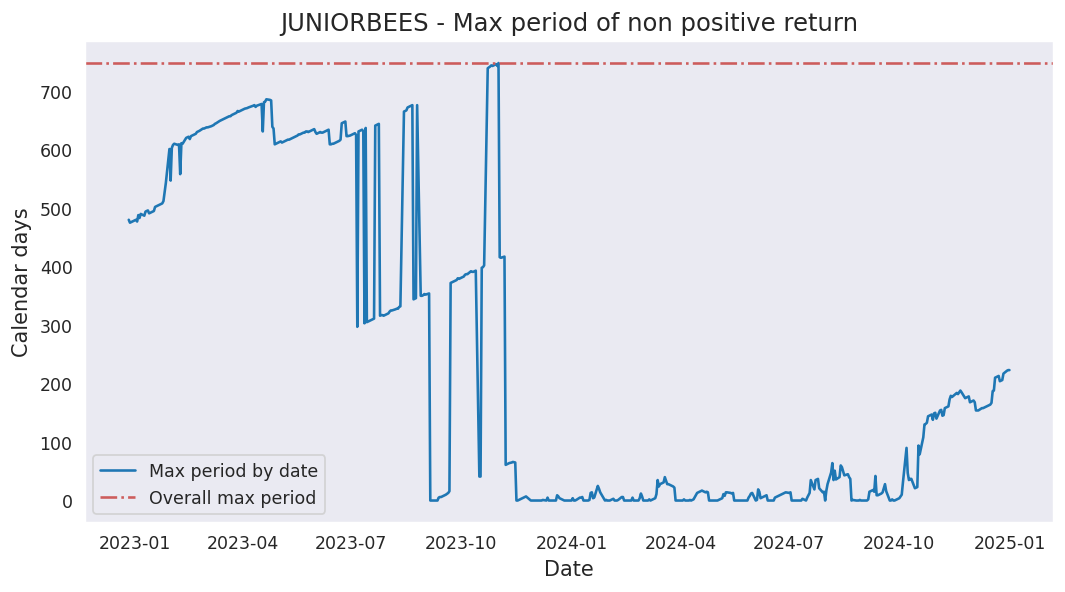 JUNIORBEES - Max period of non positive return
Calendar days
700
600
500
400
300
200
100
0
Max period by date
Overall max period
2023-01 2023-04 2023-07 2023-10 2024-01 2024-04 2024-07 2024-10 2025-01
Date